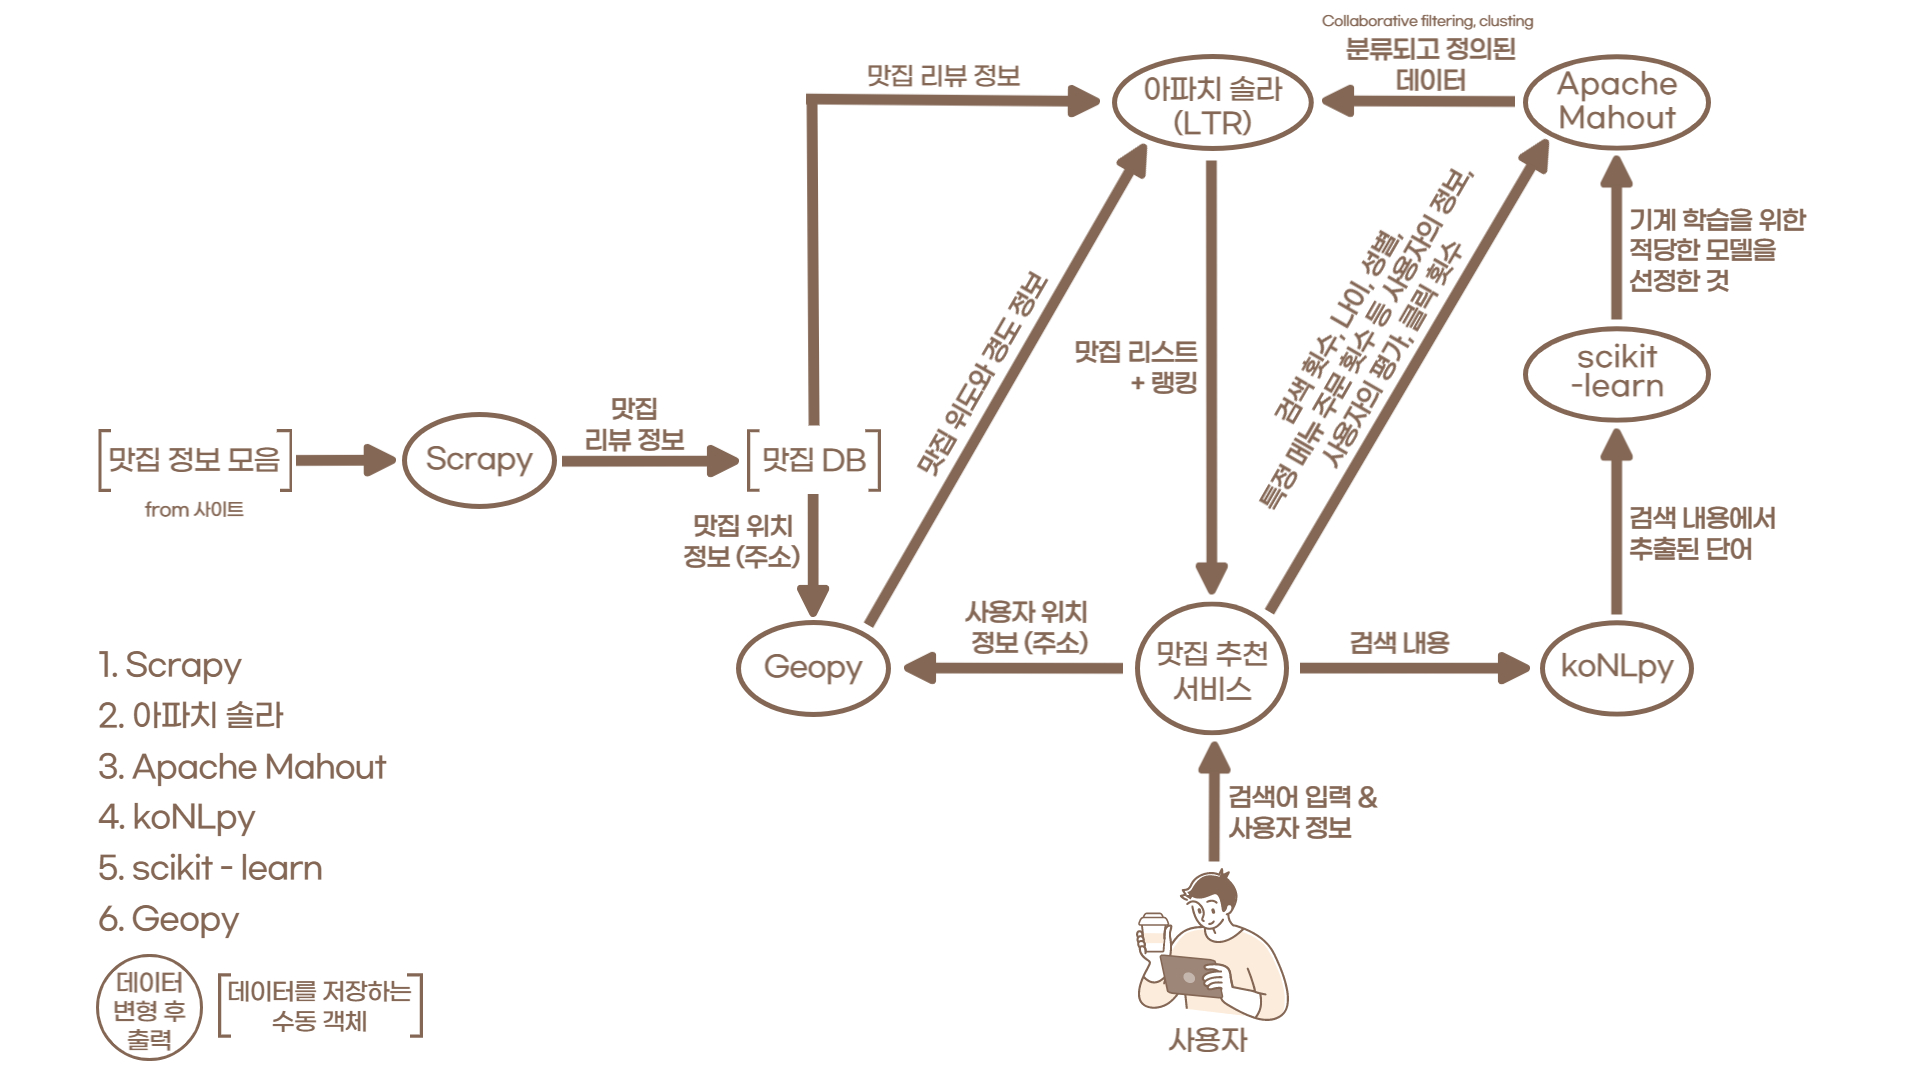 Collaborative filtering, clusting
분류되고 정의된
데이터
맛집 리뷰 정보
아파치 솔라
(LTR)
Apache
Mahout
기계 학습을 위한
적당한 모델을
선정한 것
검색 횟수, 나이, 성별,
특정 메뉴 주문 횟수 등 사용자의 정보,
사용자의 평가, 클릭 횟수
맛집 위도와 경도 정보
맛집 리스트
+ 랭킹
scikit
-learn
맛집
리뷰 정보
맛집 정보 모음
from 사이트
Scrapy
맛집 DB
맛집 위치
정보 (주소)
검색 내용에서
추출된 단어
사용자 위치
정보 (주소)
검색 내용
Geopy
맛집 추천
서비스
koNLpy
검색어 입력 &
사용자 정보
사용자
1. Scrapy
2. 아파치 솔라
3. Apache Mahout
4. koNLpy
5. scikit - learn
6. Geopy
데이터
변형 후
출력
데이터를 저장하는
수동 객체